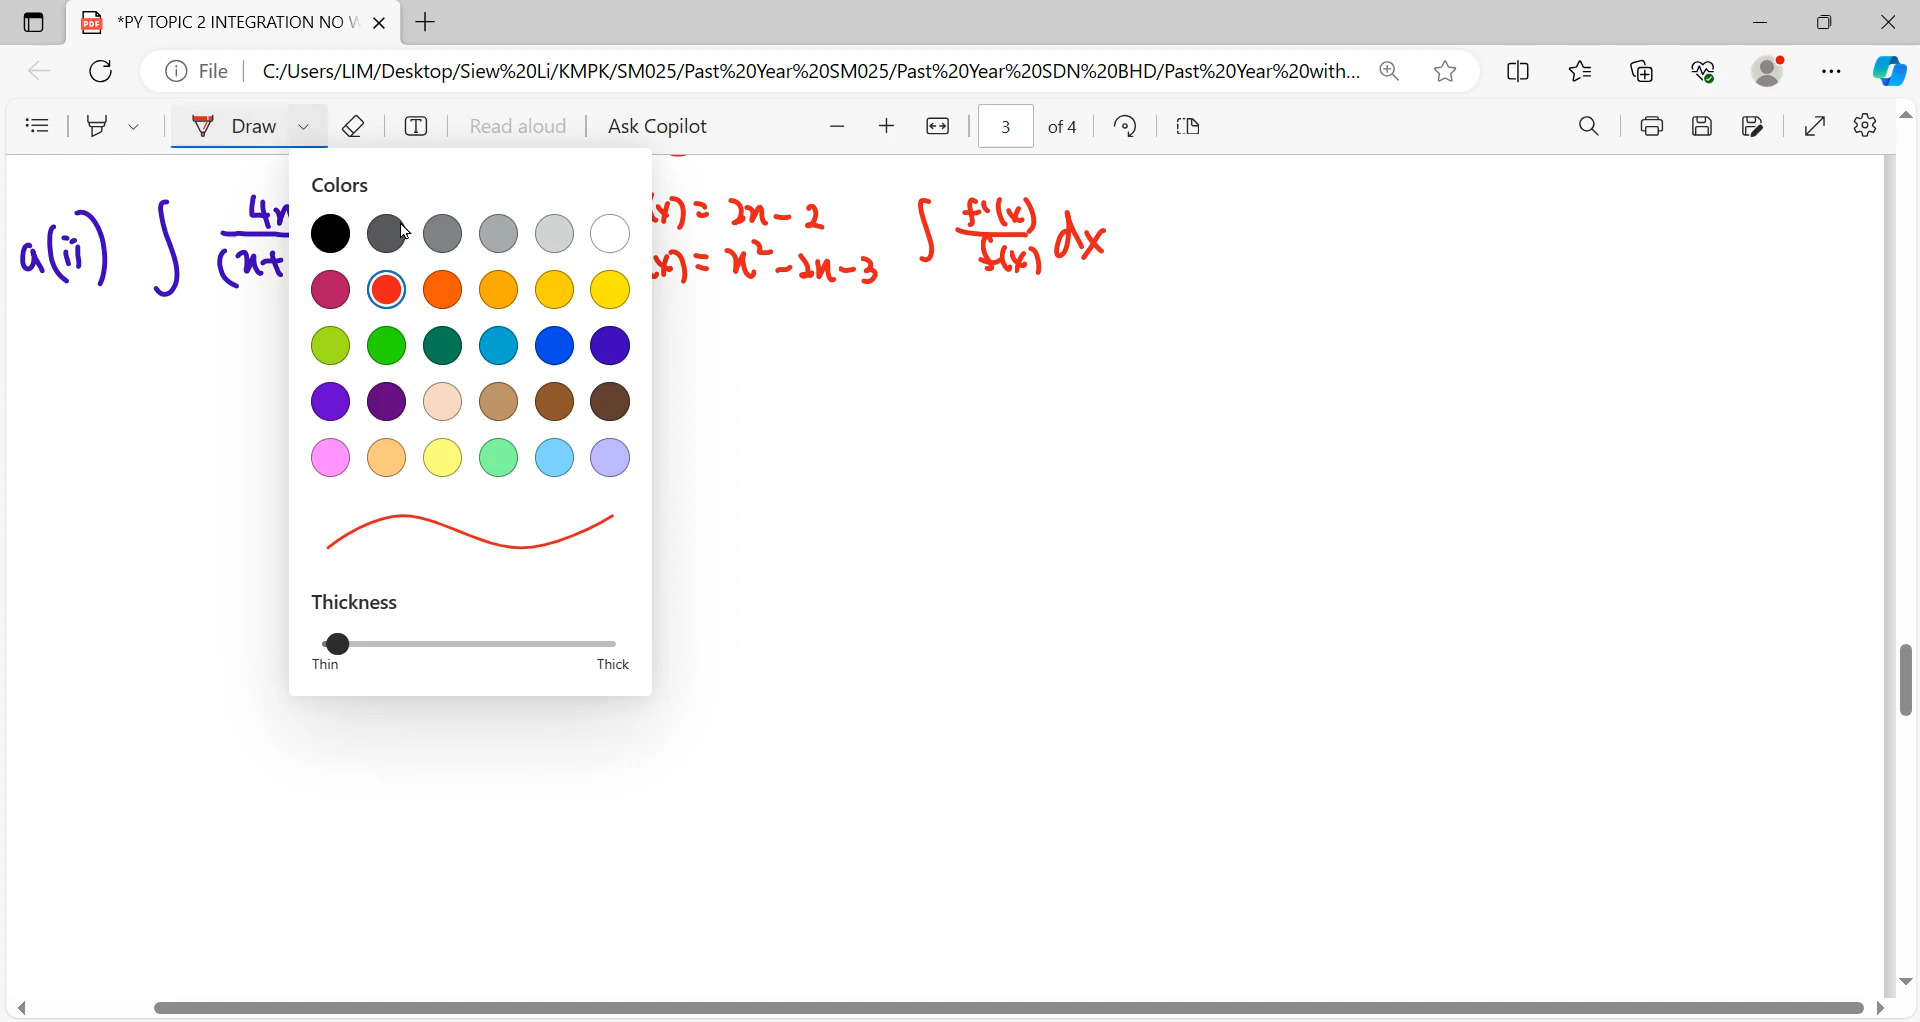 *PY TOPIC 2 INTEGRATION NO W
File C:/Users/LIM/Desktop/Siew%20Li/KMPK/SM025/Past%20Year%20SM025/Past%20Year%20SDN%20BHD/Past%20Year%20with...
Draw Read aloud Ask Copilot 3 of 4
Colors
a(ii) ∫ 4x
(x+
(x) = 2x - 2
(x) = x² - 2x - 3
∫ f'(x)/f(x) dx
Thickness
Thin Thick